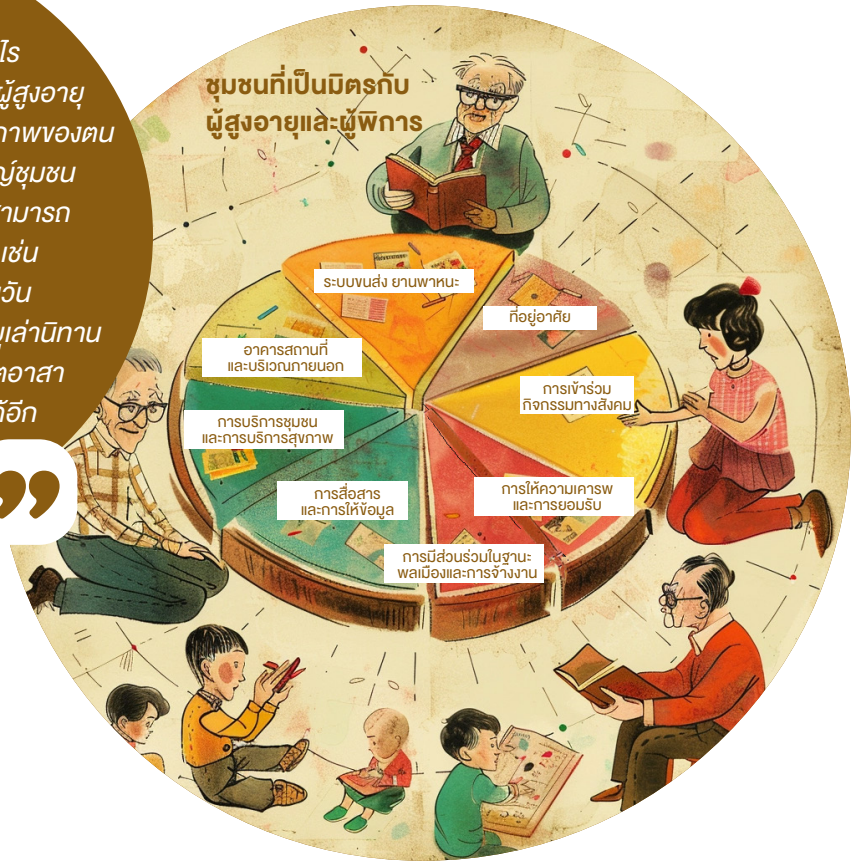 ไร
ผู้สูงอายุ
ภาพของตน
ญ์ชุมชน
สามารถ
เช่น
วัน
เล่านิทาน
ตอาสา
อีก
”
ชุมชนที่เป็นมิตรกับ
ผู้สูงอายุและผู้พิการ
ระบบขนส่ง ยานพาหนะ
ที่อยู่อาศัย
อาคารสถานที่
และบริเวณภายนอก
การเข้าร่วม
กิจกรรมทางสังคม
การบริการชุมชน
และการบริการสุขภาพ
การให้ความเคารพ
และการยอมรับ
การสื่อสาร
และการให้ข้อมูล
การมีส่วนร่วมในฐานะ
พลเมืองและการจ้างงาน